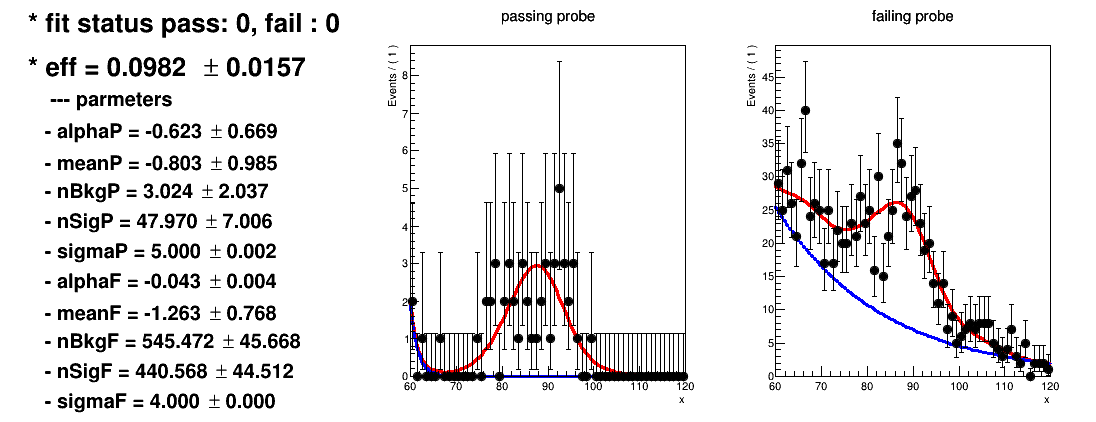 * fit status pass: 0, fail : 0
* eff = 0.0982 ± 0.0157
--- parmeters
- alphaP = -0.623 ± 0.669
- meanP = -0.803 ± 0.985
- nBkgP = 3.024 ± 2.037
- nSigP = 47.970 ± 7.006
- sigmaP = 5.000 ± 0.002
- alphaF = -0.043 ± 0.004
- meanF = -1.263 ± 0.768
- nBkgF = 545.472 ± 45.668
- nSigF = 440.568 ± 44.512
- sigmaF = 4.000 ± 0.000
passing probe
Events / ( 1 )
8
7
6
5
4
3
2
1
0
60 70 80 90 100 110 120
x
failing probe
Events / ( 1 )
45
40
35
30
25
20
15
10
5
0
60 70 80 90 100 110 120
x